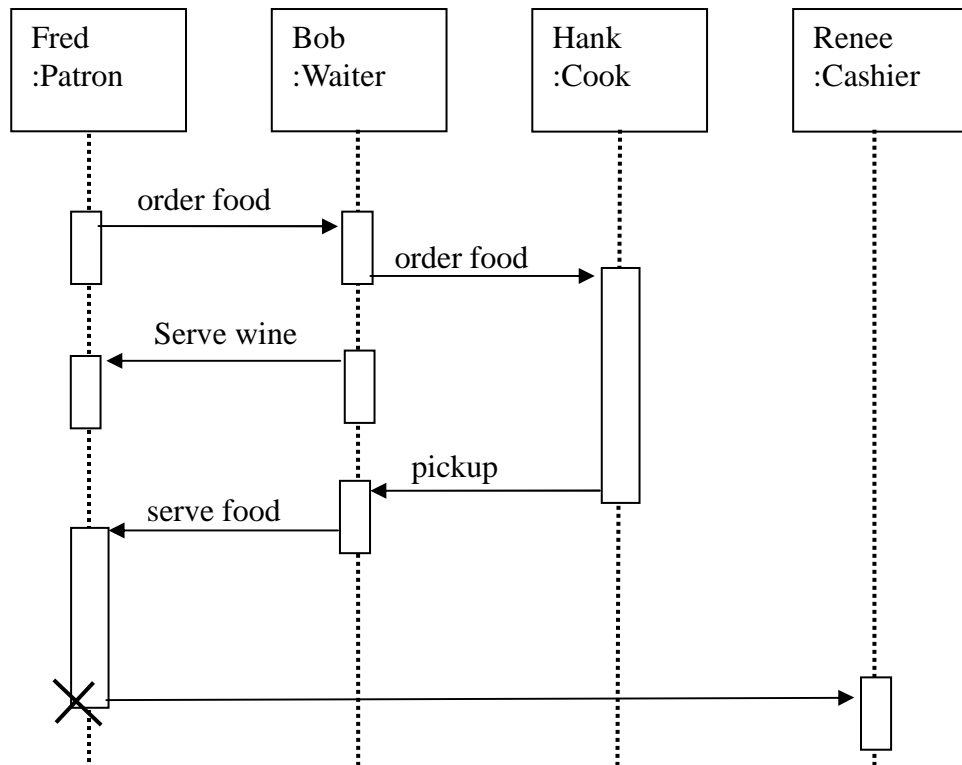 Fred
:Patron
Bob
:Waiter
Hank
:Cook
Renee
:Cashier
order food
order food
Serve wine
pickup
serve food